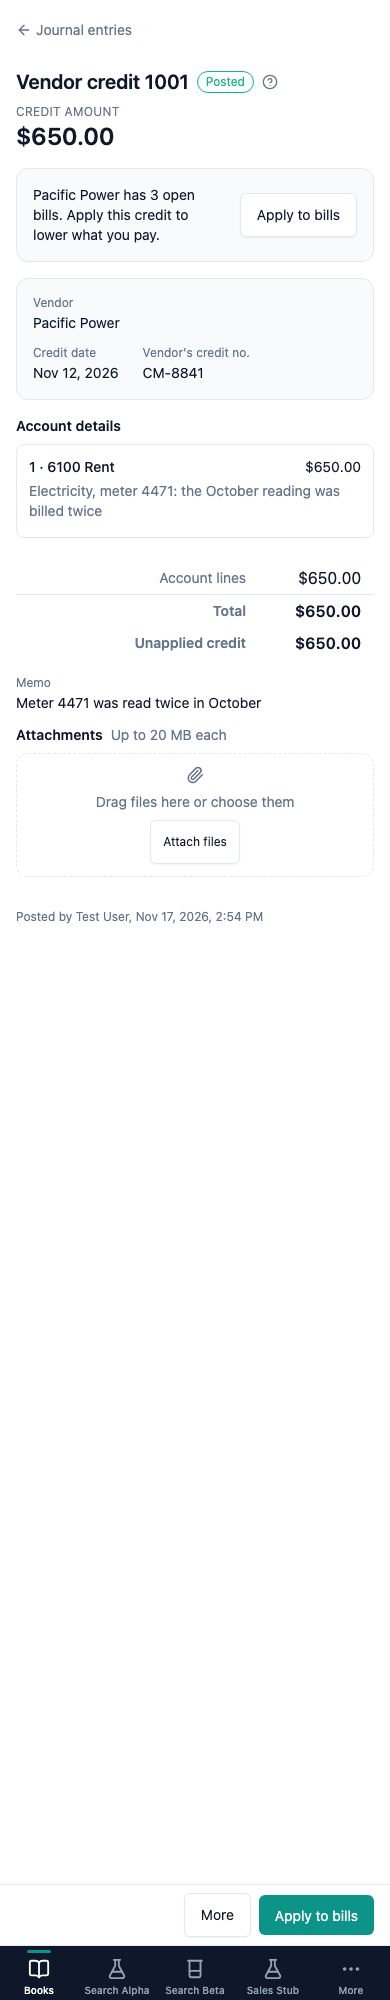 Journal entries
Vendor credit 1001 Posted
CREDIT AMOUNT
$650.00
Pacific Power has 3 open
bills. Apply this credit to
lower what you pay.
Apply to bills
Vendor
Pacific Power
Credit date Vendor's credit no.
Nov 12, 2026 CM-8841
Account details
1 · 6100 Rent $650.00
Electricity, meter 4471: the October reading was
billed twice
Account lines $650.00
Total $650.00
Unapplied credit $650.00
Memo
Meter 4471 was read twice in October
Attachments Up to 20 MB each
Drag files here or choose them
Attach files
Posted by Test User, Nov 17, 2026, 2:54 PM
More Apply to bills
Books Search Alpha Search Beta Sales Stub More